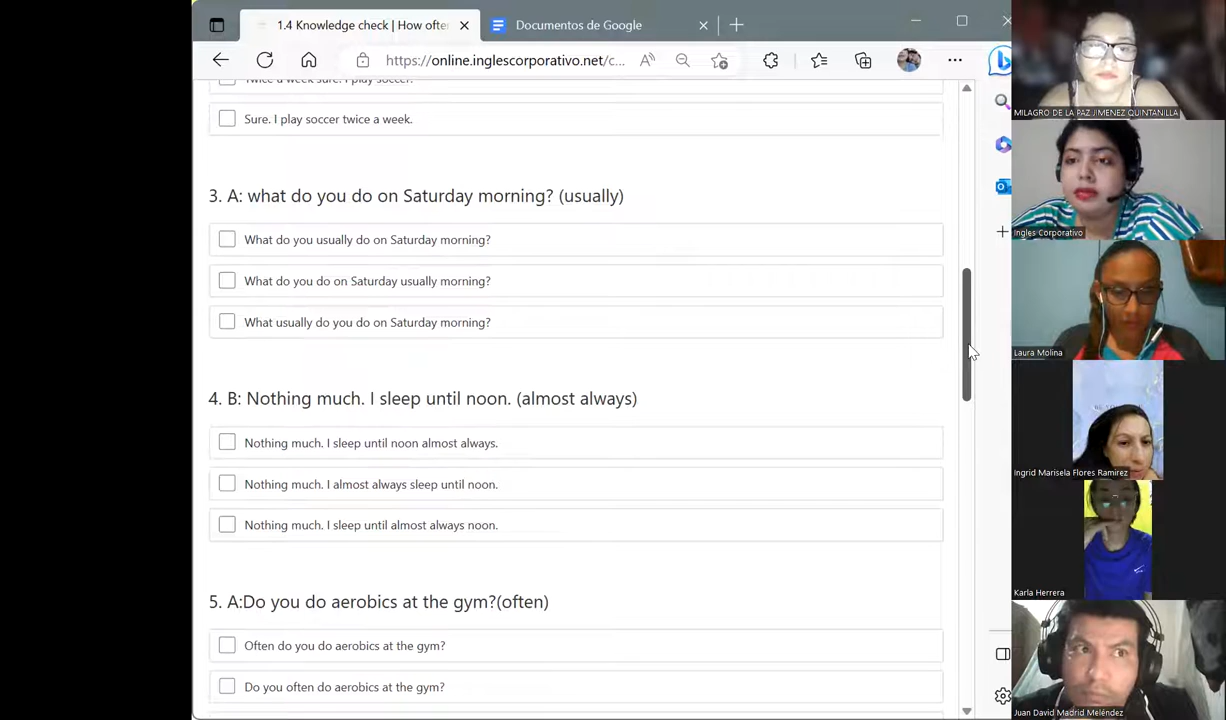 1.4 Knowledge check | How ofter
Documentos de Google
https://online.inglescorporativo.net/c...
Twice a week sure. I play soccer.
Sure. I play soccer twice a week.
3. A: what do you do on Saturday morning? (usually)
What do you usually do on Saturday morning?
What do you do on Saturday usually morning?
What usually do you do on Saturday morning?
4. B: Nothing much. I sleep until noon. (almost always)
Nothing much. I sleep until noon almost always.
Nothing much. I almost always sleep until noon.
Nothing much. I sleep until almost always noon.
5. A:Do you do aerobics at the gym?(often)
Often do you do aerobics at the gym?
Do you often do aerobics at the gym?
MILAGRO DE LA PAZ JIMENEZ QUINTANILLA
Ingles Corporativo
Laura Molina
Ingrid Marisela Flores Ramirez
Karla Herrera
Juan David Madrid Meléndez